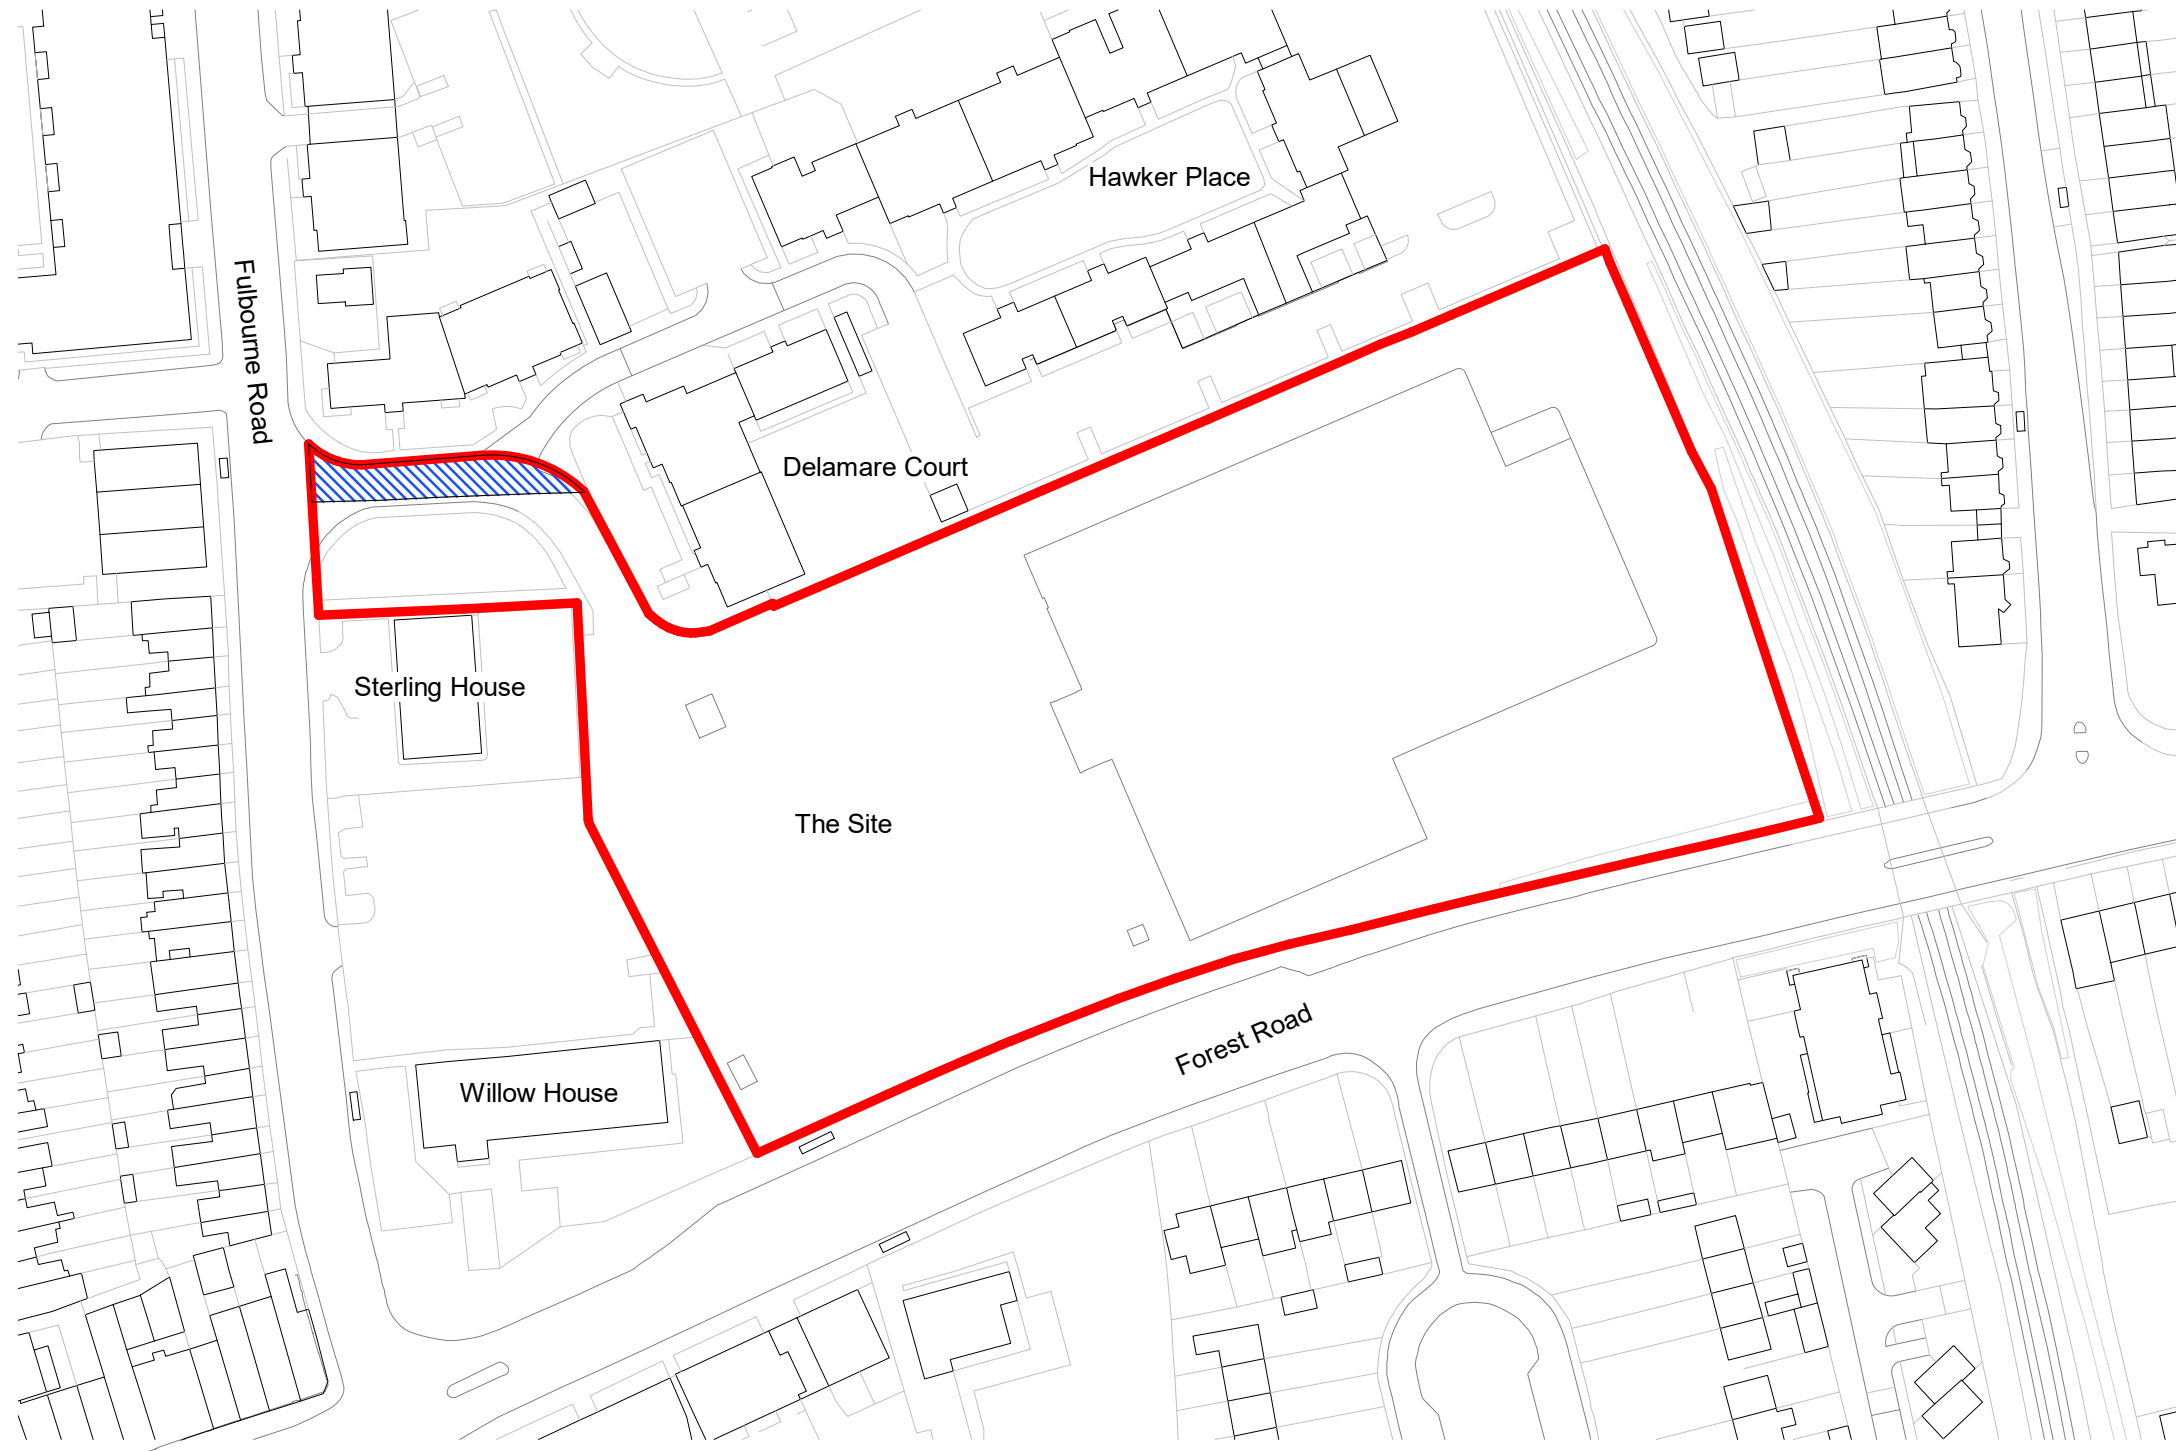 Hawker Place
Fulbourne Road
Delamare Court
Sterling House
The Site
Forest Road
Willow House